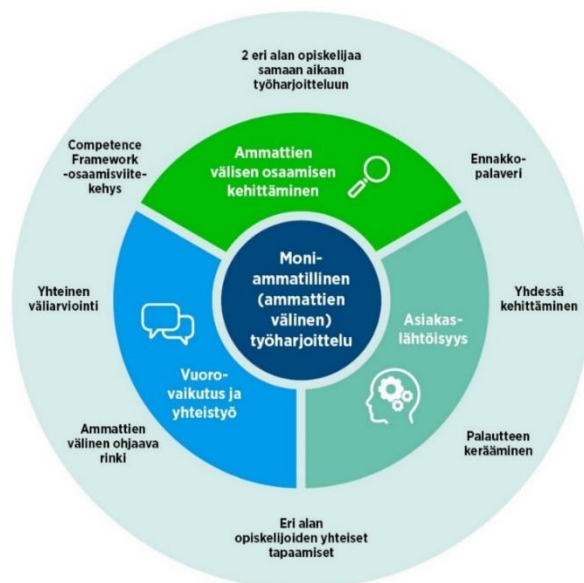 2 eri alan opiskelijaa
samaan aikaan
työharjoitteluun
Ennakko-
palaveri
Yhdessä
kehittäminen
Palautteen
kerääminen
Eri alan
opiskelijoiden yhteiset
tapaamiset
Ammattien
välinen ohjaava
rinki
Yhteinen
väliarviointi
Competence
Framework
-osaamisviite-
kehys
Ammattien
välisen osaamisen
kehittäminen
Asiakas-
lähtöisyys
Vuoro-
vaikutus ja
yhteistyö
Moni-
ammatillinen
(ammattien
välinen)
työharjoittelu